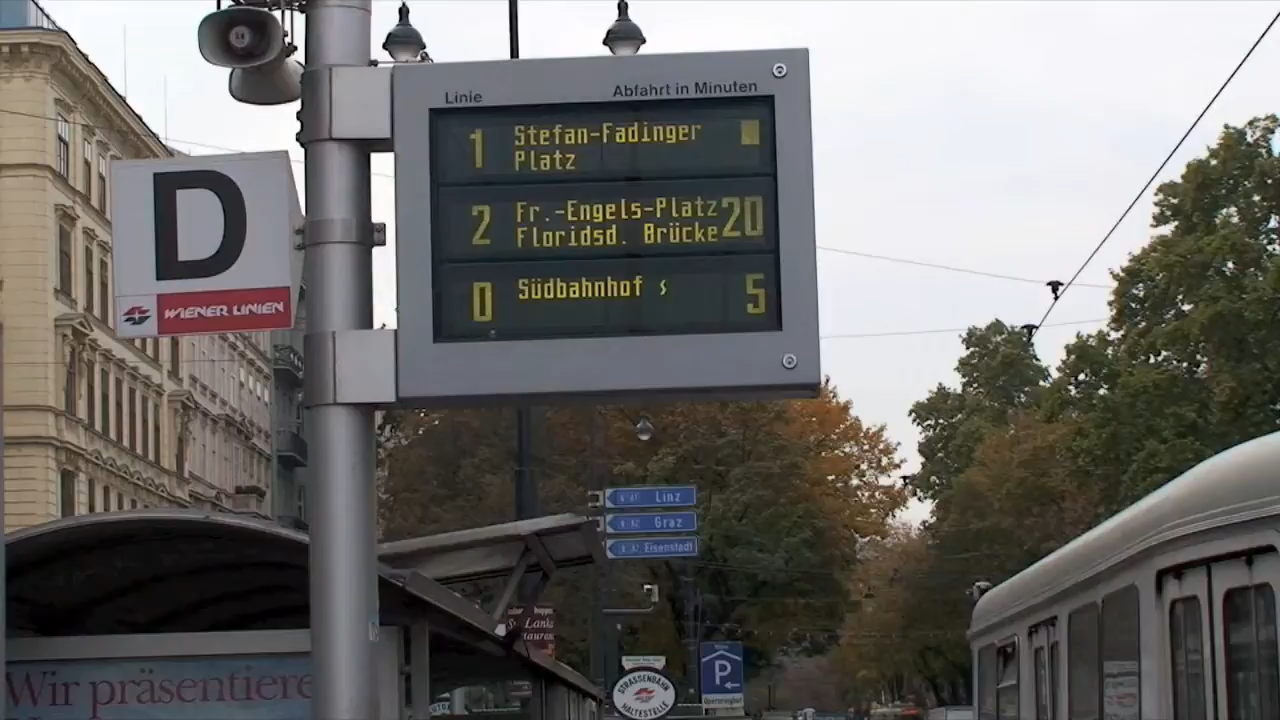 Linie Abfahrt in Minuten
1 Stefan-Fadinger
Platz
2 Fr.-Engels-Platz 20
Floridsd. Brücke
D Südbahnhof 5
D
WIENER LINIEN
Linz
Graz
Eisenstadt
Wir präsentiere
STRASSENBAHN
HALTESTELLE
P